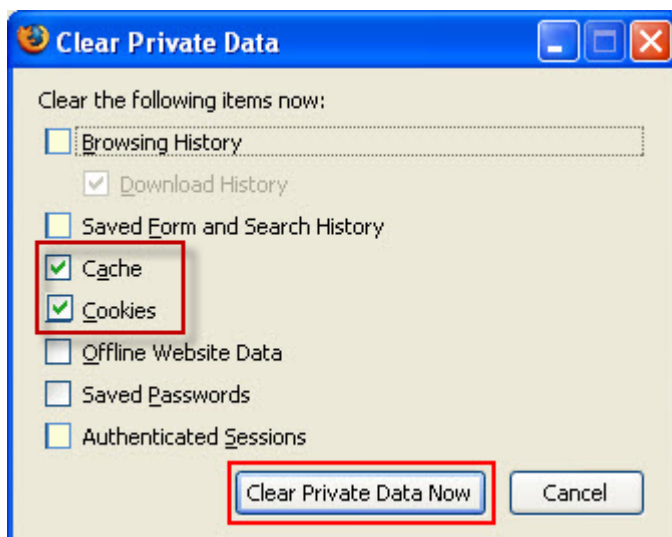 Clear Private Data
Clear the following items now:
Browsing History
Download History
Saved Form and Search History
Cache
Cookies
Offline Website Data
Saved Passwords
Authenticated Sessions
Clear Private Data Now Cancel